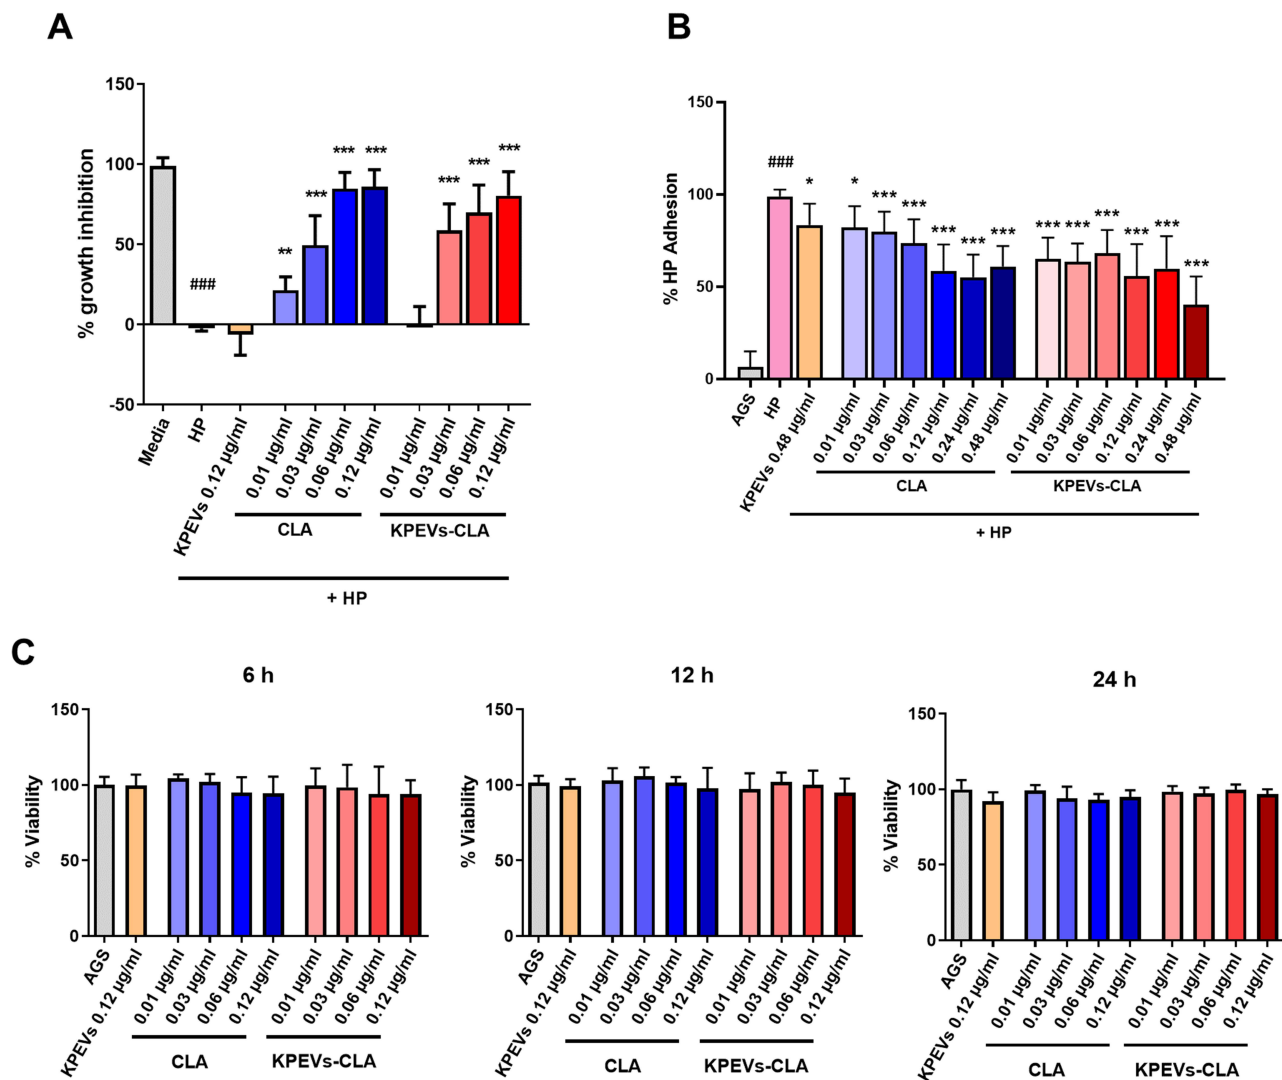 A
% growth inhibition
150
100
50
0
-50
###
**
***
***
***
***
***
***
Media
HP
KPEVs 0.12 µg/ml
0.01 µg/ml
0.03 µg/ml
0.06 µg/ml
0.12 µg/ml
0.01 µg/ml
0.03 µg/ml
0.06 µg/ml
0.12 µg/ml
CLA
KPEVs-CLA
+ HP
B
% HP Adhesion
150
100
50
0
###
*
*
***
***
***
***
***
***
***
***
***
***
***
AGS
HP
KPEVs 0.48 µg/ml
0.01 µg/ml
0.03 µg/ml
0.06 µg/ml
0.12 µg/ml
0.24 µg/ml
0.48 µg/ml
0.01 µg/ml
0.03 µg/ml
0.06 µg/ml
0.12 µg/ml
0.24 µg/ml
0.48 µg/ml
CLA
KPEVs-CLA
+ HP
C
6 h
% Viability
150
100
50
0
AGS
KPEVs 0.12 µg/ml
0.01 µg/ml
0.03 µg/ml
0.06 µg/ml
0.12 µg/ml
0.01 µg/ml
0.03 µg/ml
0.06 µg/ml
0.12 µg/ml
CLA
KPEVs-CLA
12 h
% Viability
150
100
50
0
AGS
KPEVs 0.12 µg/ml
0.01 µg/ml
0.03 µg/ml
0.06 µg/ml
0.12 µg/ml
0.01 µg/ml
0.03 µg/ml
0.06 µg/ml
0.12 µg/ml
CLA
KPEVs-CLA
24 h
% Viability
150
100
50
0
AGS
KPEVs 0.12 µg/ml
0.01 µg/ml
0.03 µg/ml
0.06 µg/ml
0.12 µg/ml
0.01 µg/ml
0.03 µg/ml
0.06 µg/ml
0.12 µg/ml
CLA
KPEVs-CLA